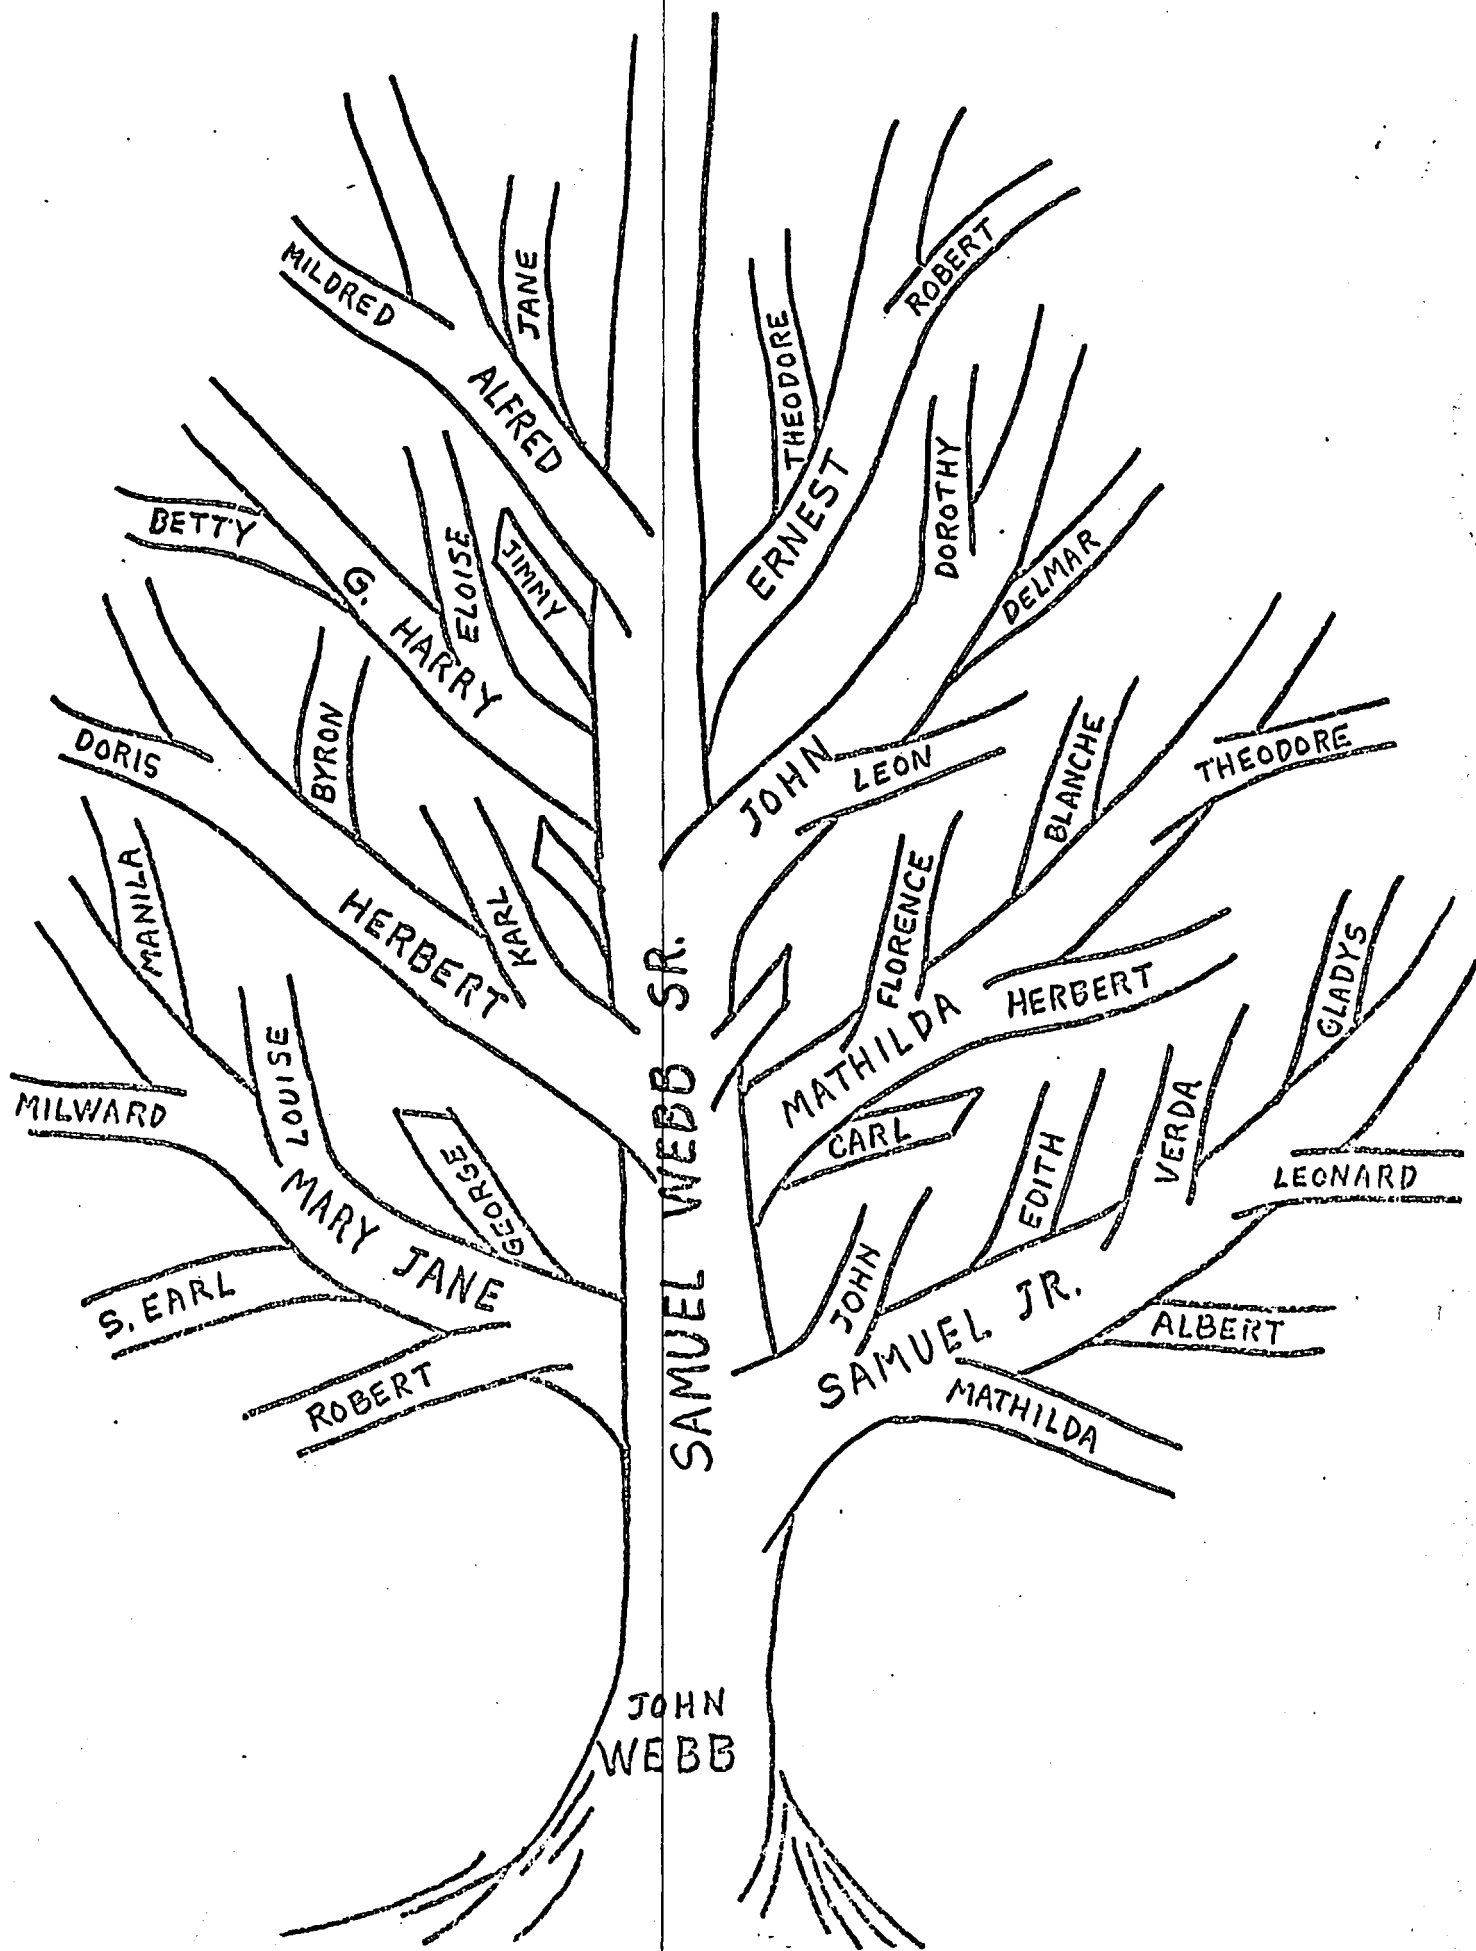 MILDRED
JANE
ALFRED
ROBERT
THEODORE
ERNEST
BETTY
G. HARRY
ELOISE
JIMMY
DOROTHY
DELMAR
DORIS
BYRON
JOHN
LEON
BLANCHE
THEODORE
MANILA
HERBERT
KARL
FLORENCE
MATHILDA
HERBERT
GLADYS
MILWARD
LOUISE
MARY JANE
GEORGE
CARL
EDITH
VERDA
LEONARD
S. EARL
ROBERT
JOHN
SAMUEL JR.
ALBERT
MATHILDA
SAMUEL WEBB SR.
JOHN
WEBB